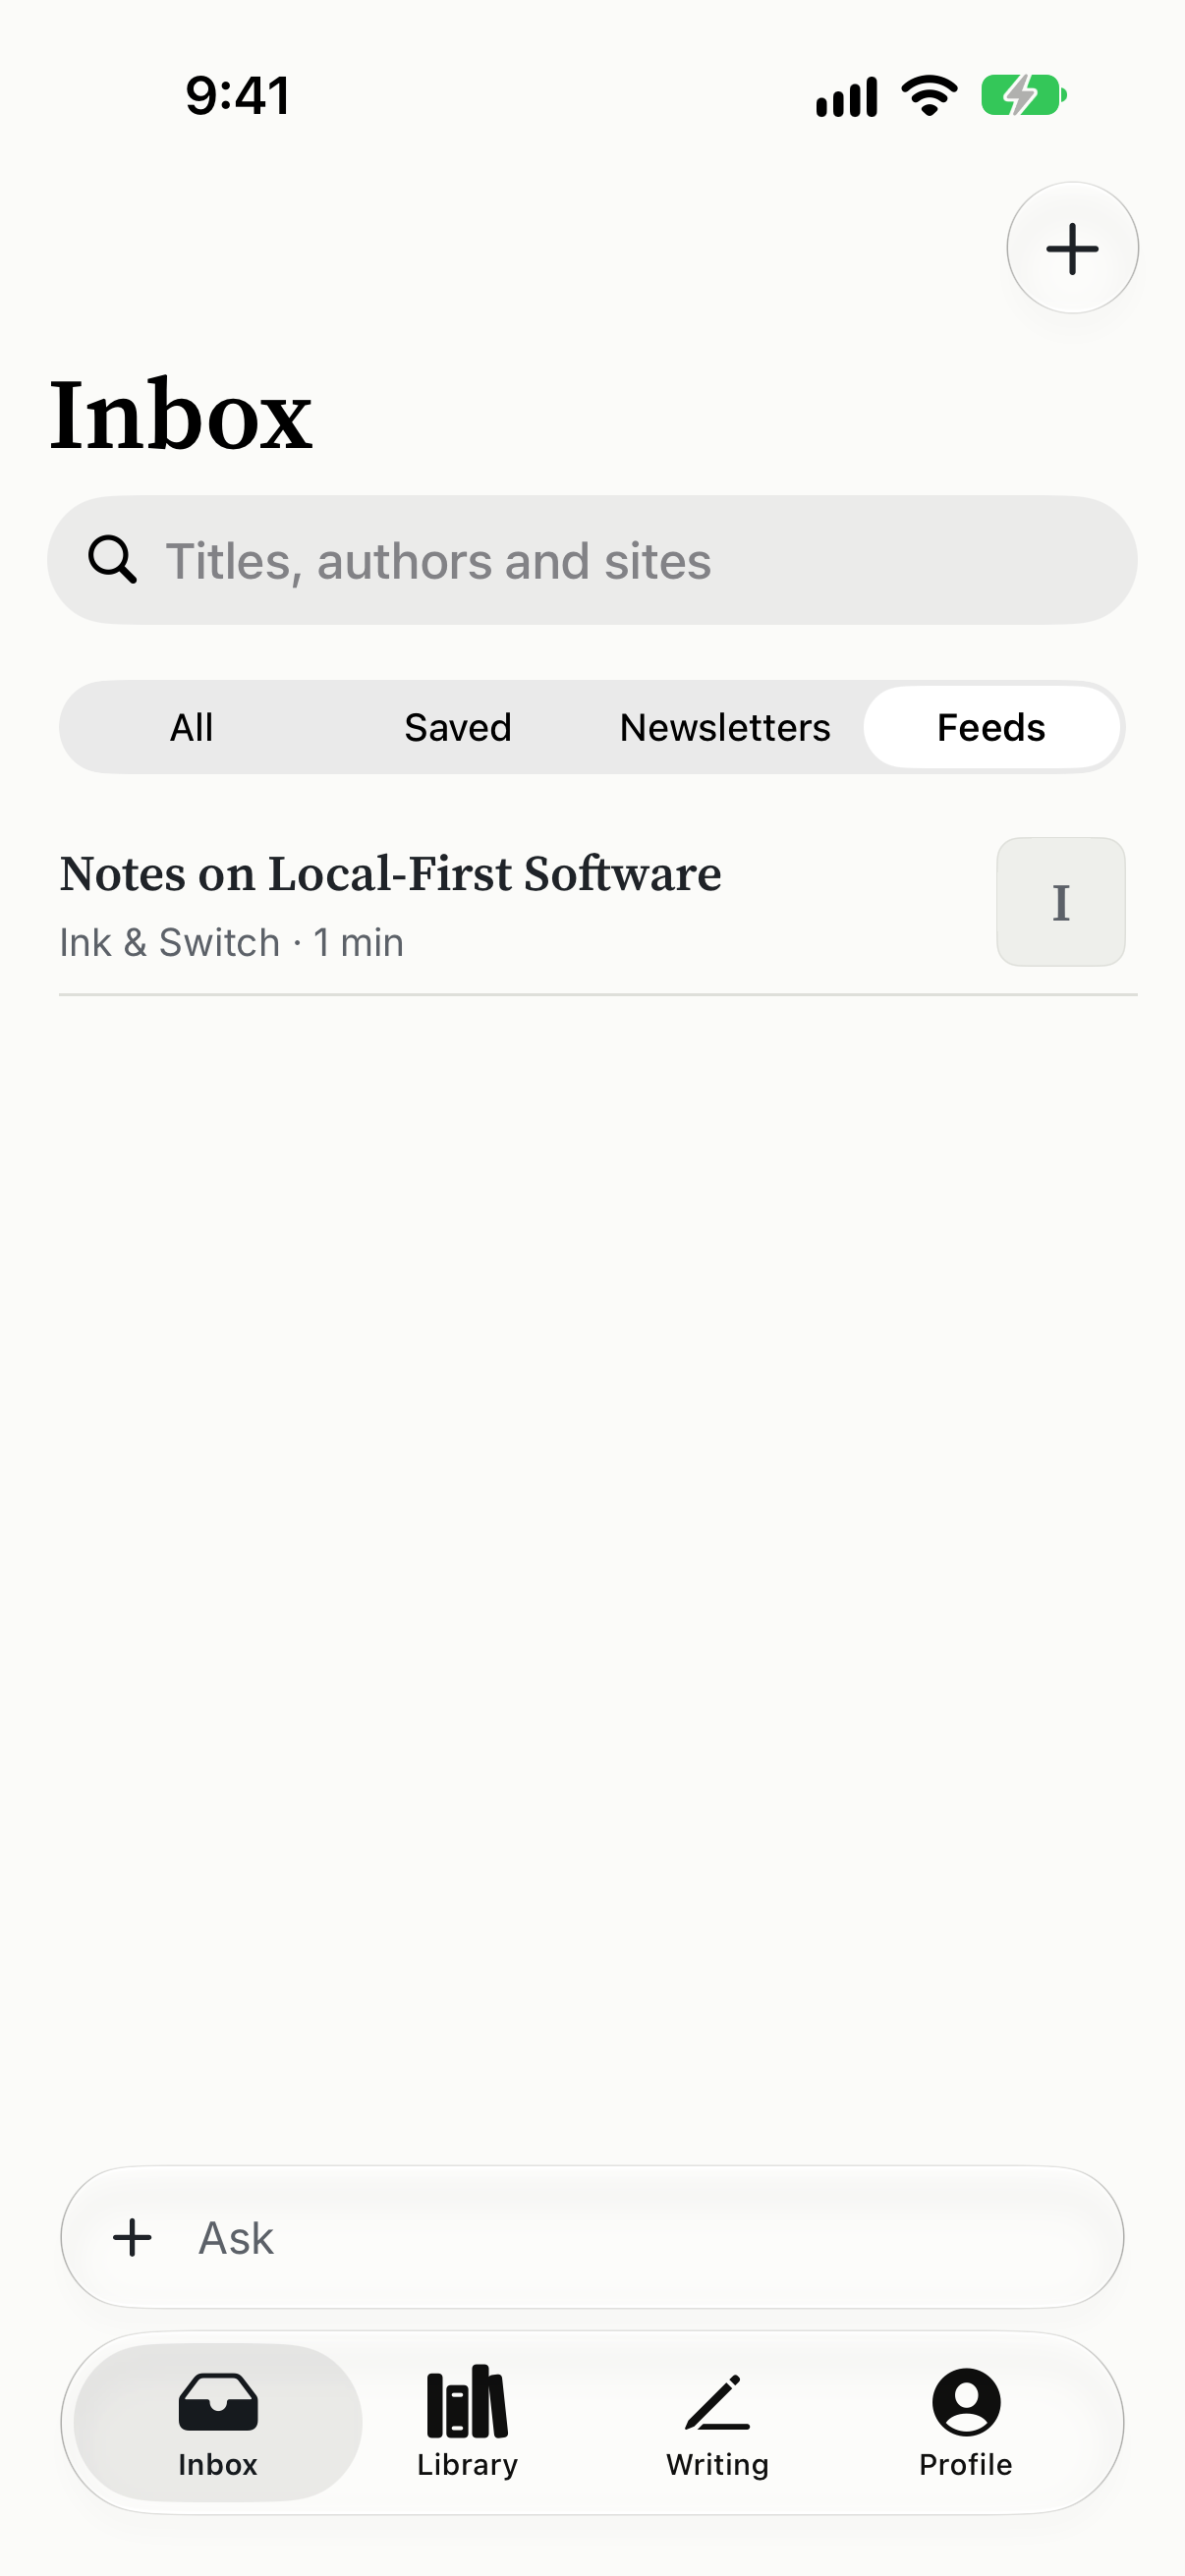 9:41
Inbox
Titles, authors and sites
All Saved Newsletters Feeds
Notes on Local-First Software
I
Ink & Switch · 1 min
Ask
Inbox Library Writing Profile